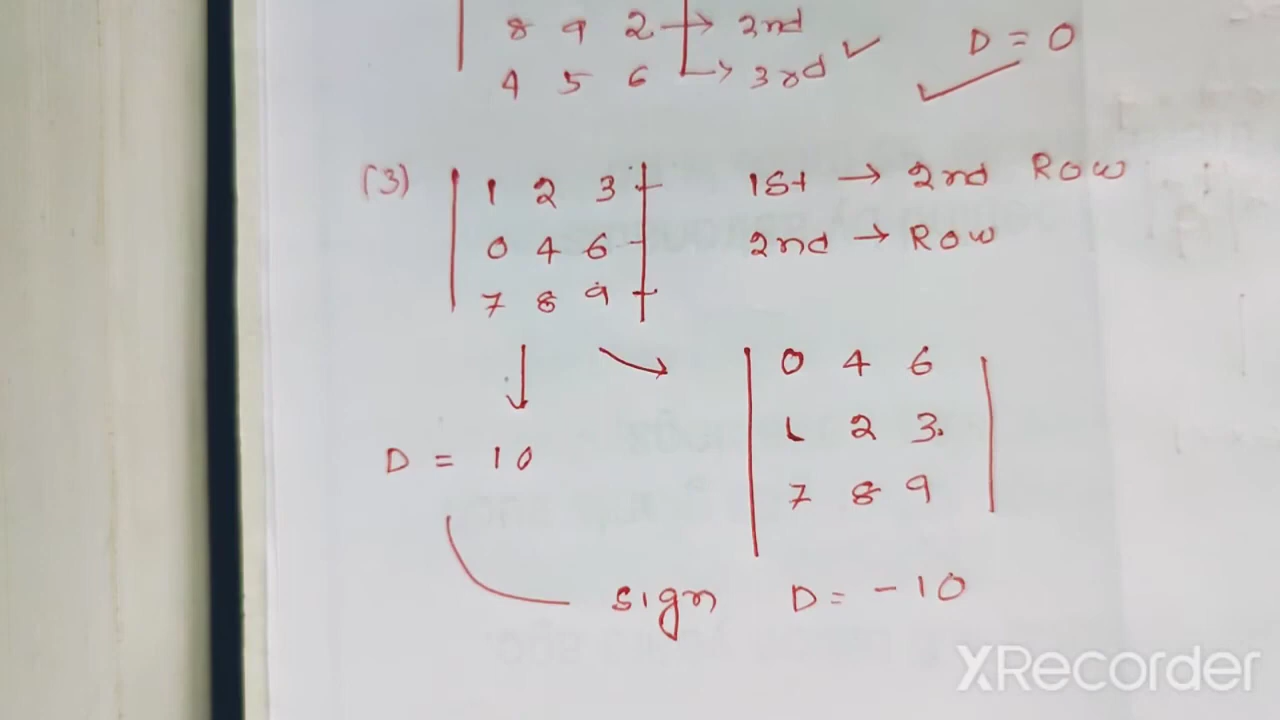 8 9 2 → 2nd
D = 0
4 5 6 → 3rd ✓
(3) 1 2 3 1st → 2nd Row
0 4 6 2nd → Row
7 8 9
0 4 6
1 2 3.
D = 10
7 8 9
sign D = -10
XRecorder